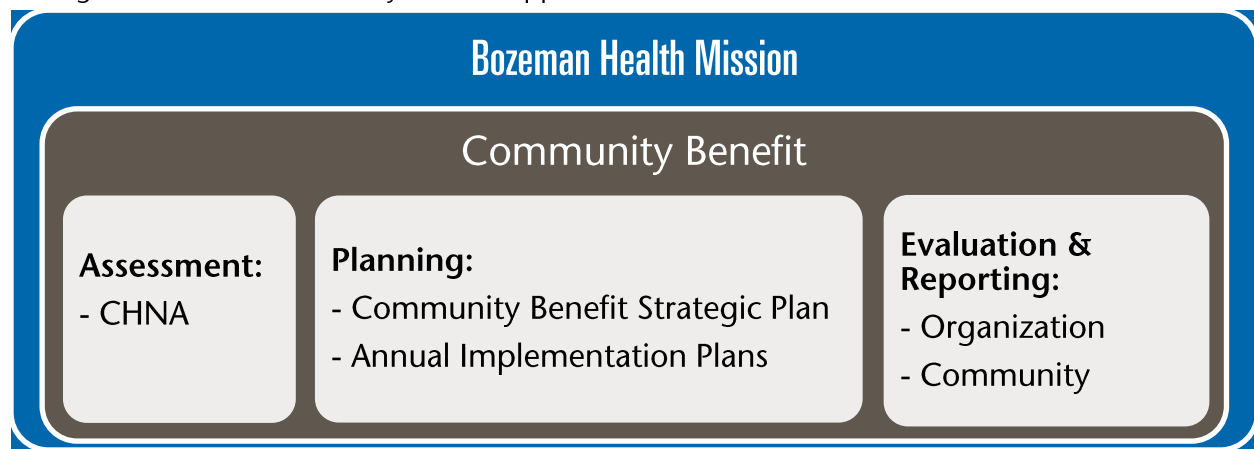 Bozeman Health Mission
Community Benefit
Assessment:
- CHNA
Planning:
- Community Benefit Strategic Plan
- Annual Implementation Plans
Evaluation &
Reporting:
- Organization
- Community